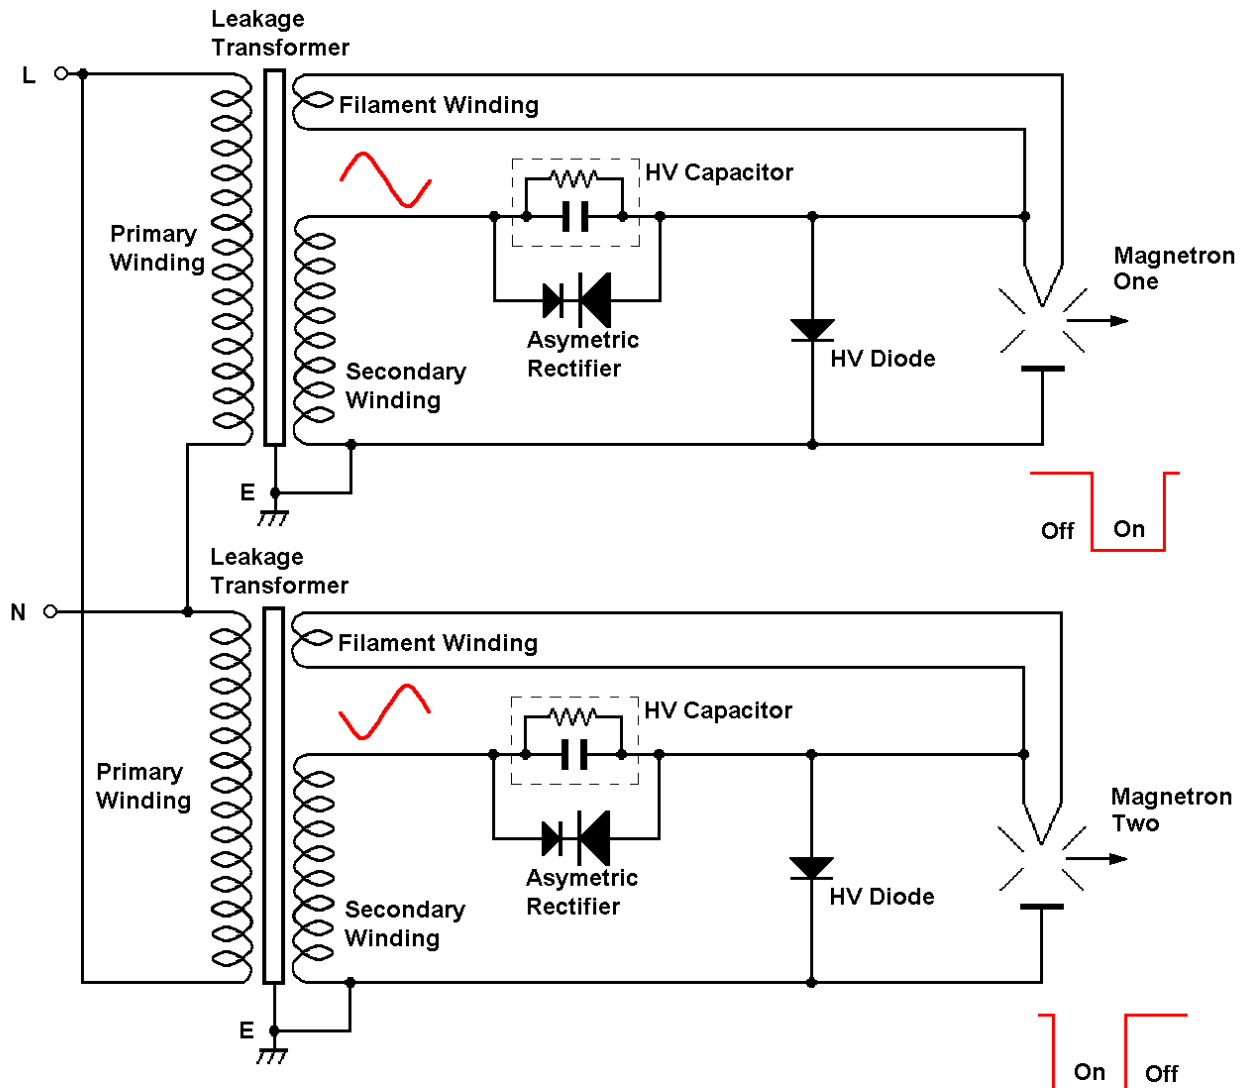 Leakage
Transformer
L
Filament Winding
HV Capacitor
Primary
Winding
Magnetron
One
Asymetric
Rectifier
HV Diode
Secondary
Winding
E
Off
On
Leakage
Transformer
N
Filament Winding
HV Capacitor
Primary
Winding
Magnetron
Two
Asymetric
Rectifier
HV Diode
Secondary
Winding
E
On
Off